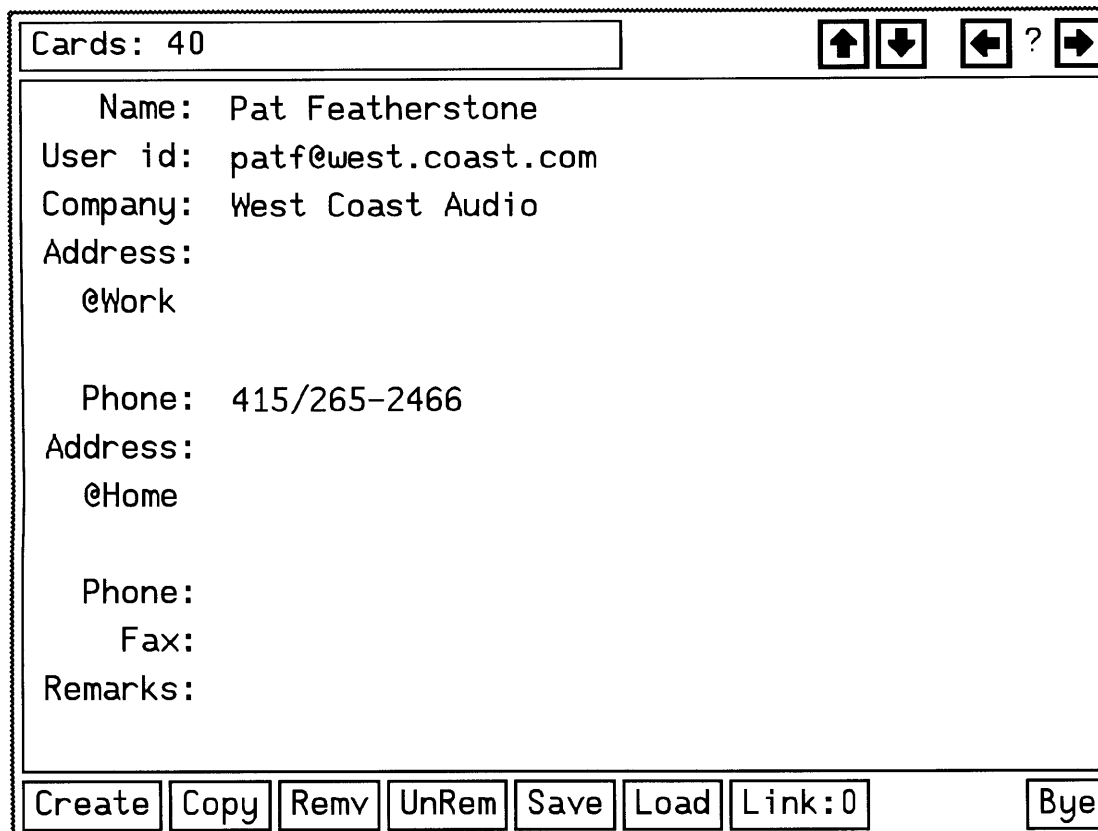 Cards: 40 ?
Name: Pat Featherstone
User id: patf@west.coast.com
Company: West Coast Audio
Address:
@Work
Phone: 415/265-2466
Address:
@Home
Phone:
Fax:
Remarks:
Create Copy Remv UnRem Save Load Link:0 Bye